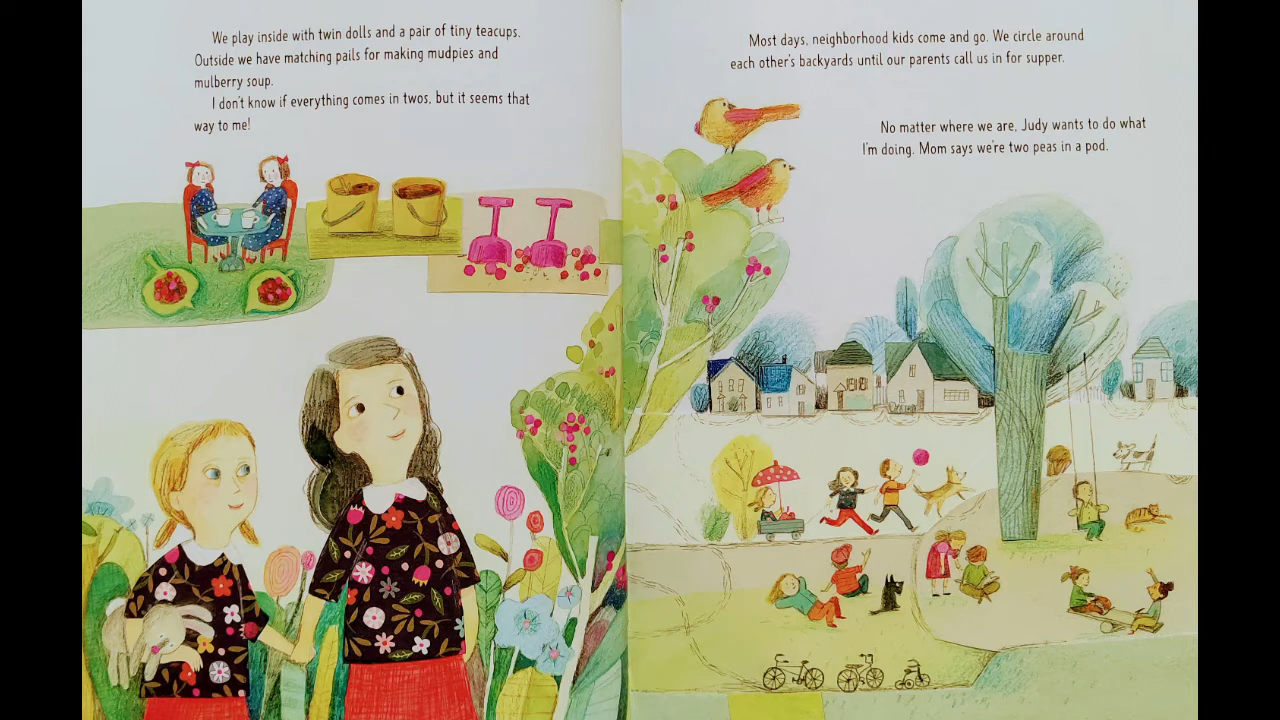 We play inside with twin dolls and a pair of tiny teacups.
Outside we have matching pails for making mudpies and
mulberry soup.
I don't know if everything comes in twos, but it seems that
way to me!
Most days, neighborhood kids come and go. We circle around
each other's backyards until our parents call us in for supper.
No matter where we are, Judy wants to do what
I'm doing. Mom says we're two peas in a pod.